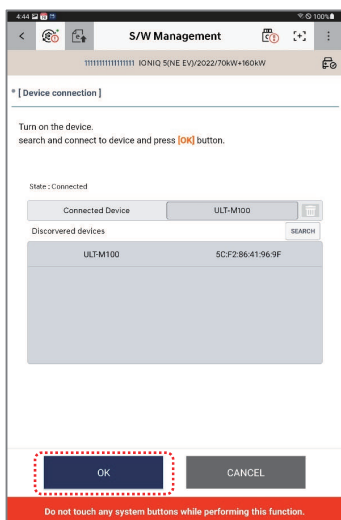 4:44 100%
S/W Management
11111111111111111 IONIQ 5(NE EV)/2022/70kW+160kW
* [ Device connection ]
Turn on the device.
search and connect to device and press [OK] button.
State : Connected
Connected Device ULT-M100
Discorvered devices SEARCH
ULT-M100 5C:F2:86:41:96:9F
OK CANCEL
Do not touch any system buttons while performing this function.